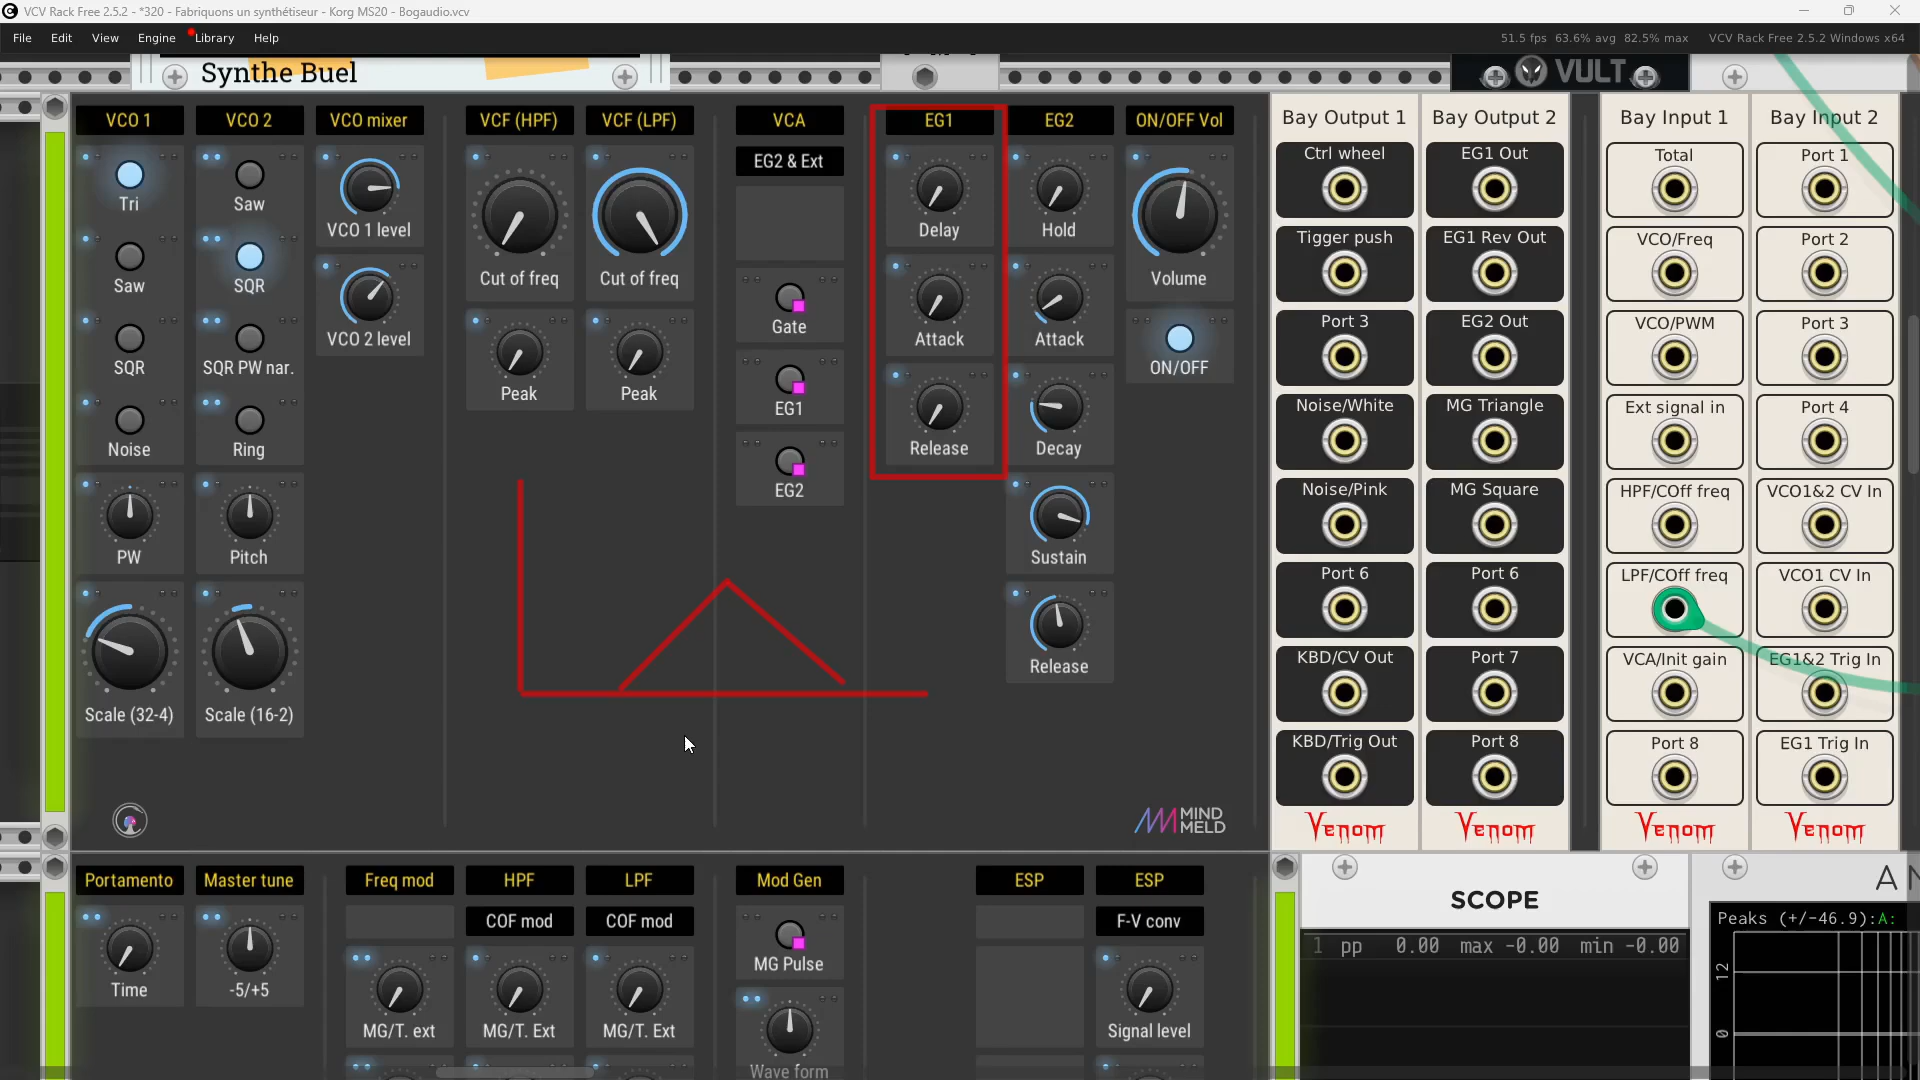 VCV Rack Free 2.5.2 - *320 - Fabriquons un synthétiseur - Korg MS20 - Bogaudio.vcv
File Edit View Engine Library Help
51.5 fps 63.6% avg 82.5% max VCV Rack Free 2.5.2 Windows x64
Synthe Buel
VULT
VCO 1
VCO 2
VCO mixer
VCF (HPF)
VCF (LPF)
VCA
EG1
EG2
ON/OFF Vol
EG2 & Ext
Tri
Saw
VCO 1 level
Cut of freq
Cut of freq
Delay
Hold
Volume
Saw
SQR
VCO 2 level
Gate
Attack
Attack
ON/OFF
SQR
SQR PW nar.
Peak
Peak
EG1
Noise
Ring
EG2
Release
Decay
PW
Pitch
Sustain
Release
Scale (32-4)
Scale (16-2)
MIND
MELD
Bay Output 1
Bay Output 2
Bay Input 1
Bay Input 2
Ctrl wheel
EG1 Out
Total
Port 1
Tigger push
EG1 Rev Out
VCO/Freq
Port 2
Port 3
EG2 Out
VCO/PWM
Port 3
Noise/White
MG Triangle
Ext signal in
Port 4
Noise/Pink
MG Square
HPF/COff freq
VCO1&2 CV In
Port 6
Port 6
LPF/COff freq
VCO1 CV In
KBD/CV Out
Port 7
VCA/Init gain
EG1&2 Trig In
KBD/Trig Out
Port 8
Port 8
EG1 Trig In
Venom
Venom
Venom
Venom
Portamento
Master tune
Freq mod
HPF
LPF
Mod Gen
ESP
ESP
COF mod
COF mod
F-V conv
Time
-5/+5
MG/T. ext
MG/T. Ext
MG/T. Ext
MG Pulse
Signal level
Wave form
SCOPE
1 pp 0.00 max -0.00 min -0.00
Peaks (+/-46.9):A:
12
0